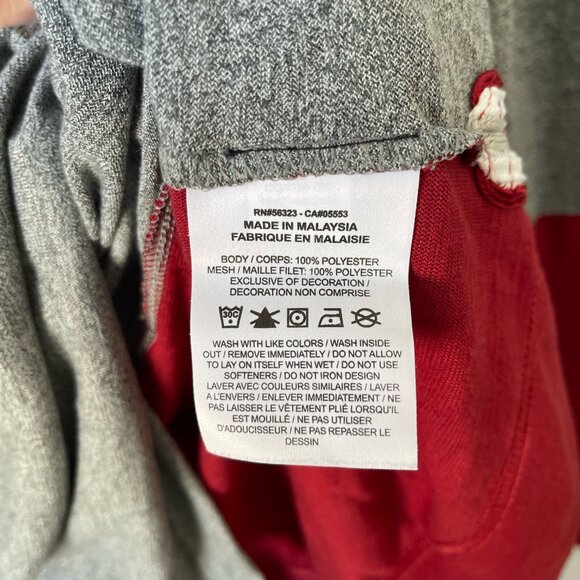 RN#56323 - CA#05553
MADE IN MALAYSIA
FABRIQUE EN MALAISIE
BODY / CORPS: 100% POLYESTER
MESH / MAILLE FILET: 100% POLYESTER
EXCLUSIVE OF DECORATION /
DECORATION NON COMPRISE
30C
WASH WITH LIKE COLORS / WASH INSIDE
OUT / REMOVE IMMEDIATELY / DO NOT ALLOW
TO LAY ON ITSELF WHEN WET / DO NOT USE
SOFTENERS / DO NOT IRON DESIGN
LAVER AVEC COULEURS SIMILAIRES / LAVER
A L'ENVERS / ENLEVER IMMEDIATEMENT / NE
PAS LAISSER LE VÊTEMENT PLIÉ LORSQU'IL
EST MOUILLÉ / NE PAS UTILISER
D'ADOUCISSEUR / NE PAS REPASSER LE
DESSIN